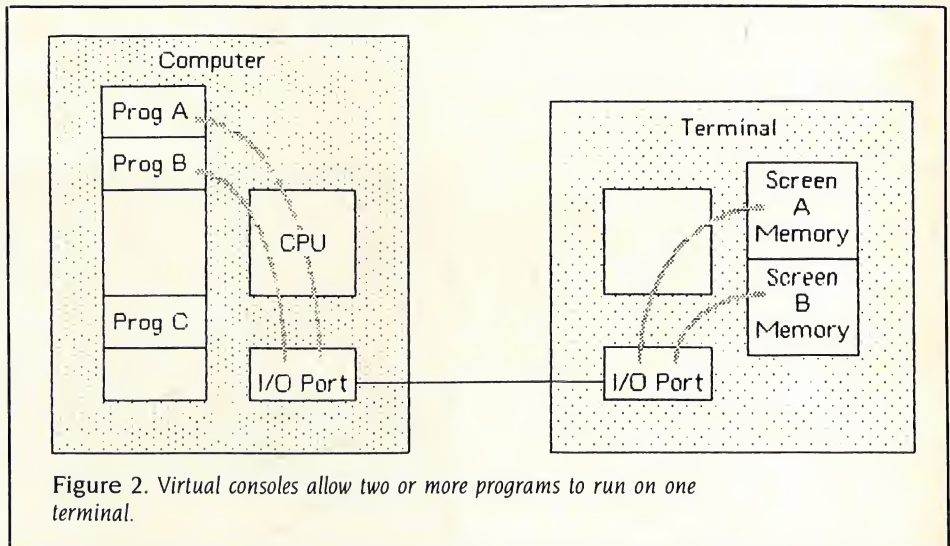 Computer
Prog A
Prog B
CPU
Prog C
I/O Port
Terminal
Screen
A
Memory
Screen
B
Memory
I/O Port
Figure 2. Virtual consoles allow two or more programs to run on one
terminal.